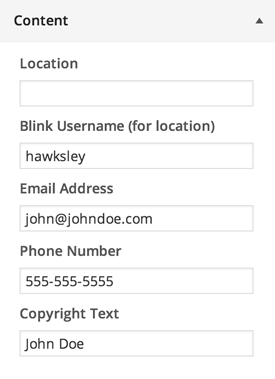 Content
Location
Blink Username (for location)
hawksley
Email Address
john@johndoe.com
Phone Number
555-555-5555
Copyright Text
John Doe